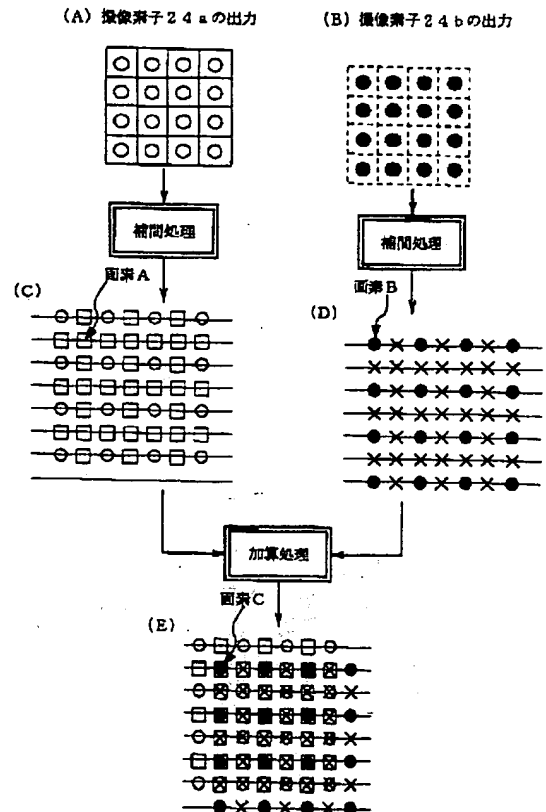 (A) 撮像素子24aの出力
(B) 撮像素子24bの出力
補間処理
補間処理
画素A
(C)
画素B
(D)
加算処理
画素C
(E)